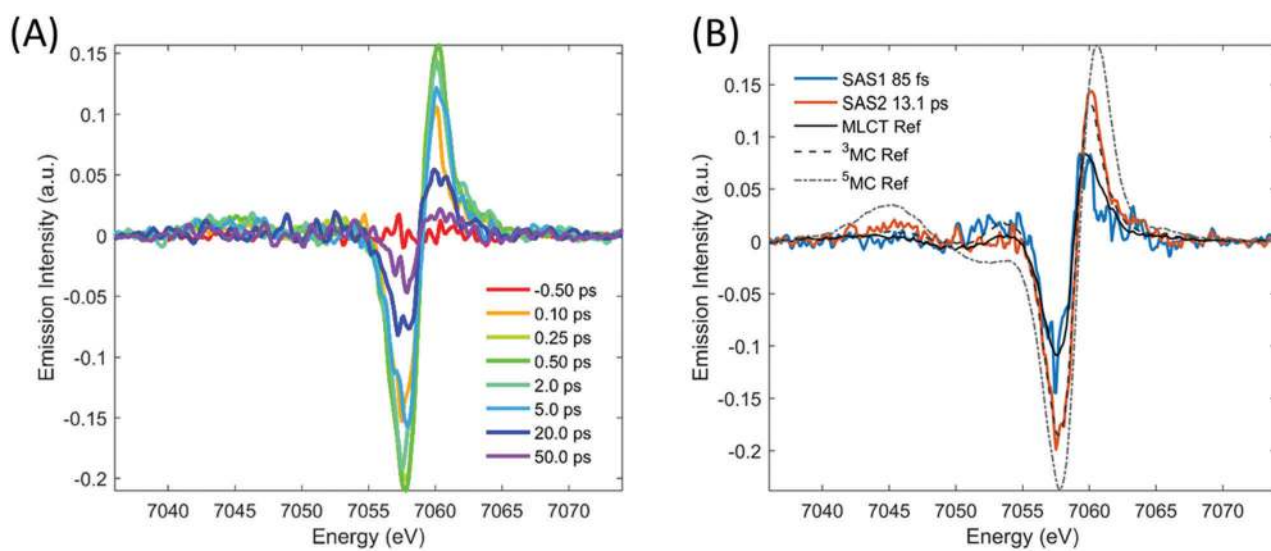 (A)
0.15
0.1
0.05
0
-0.05
-0.1
-0.15
-0.2
Emission Intensity (a.u.)
-0.50 ps
0.10 ps
0.25 ps
0.50 ps
2.0 ps
5.0 ps
20.0 ps
50.0 ps
7040 7045 7050 7055 7060 7065 7070
Energy (eV)
(B)
0.15
0.1
0.05
0
-0.05
-0.1
-0.15
-0.2
Emission Intensity (a.u.)
SAS1 85 fs
SAS2 13.1 ps
MLCT Ref
³MC Ref
⁵MC Ref
7040 7045 7050 7055 7060 7065 7070
Energy (eV)